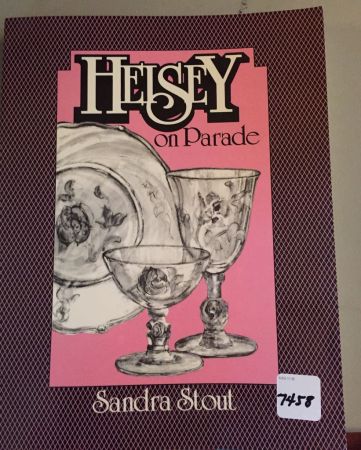 HEISEY
on Parade
Sandra Stout
7458